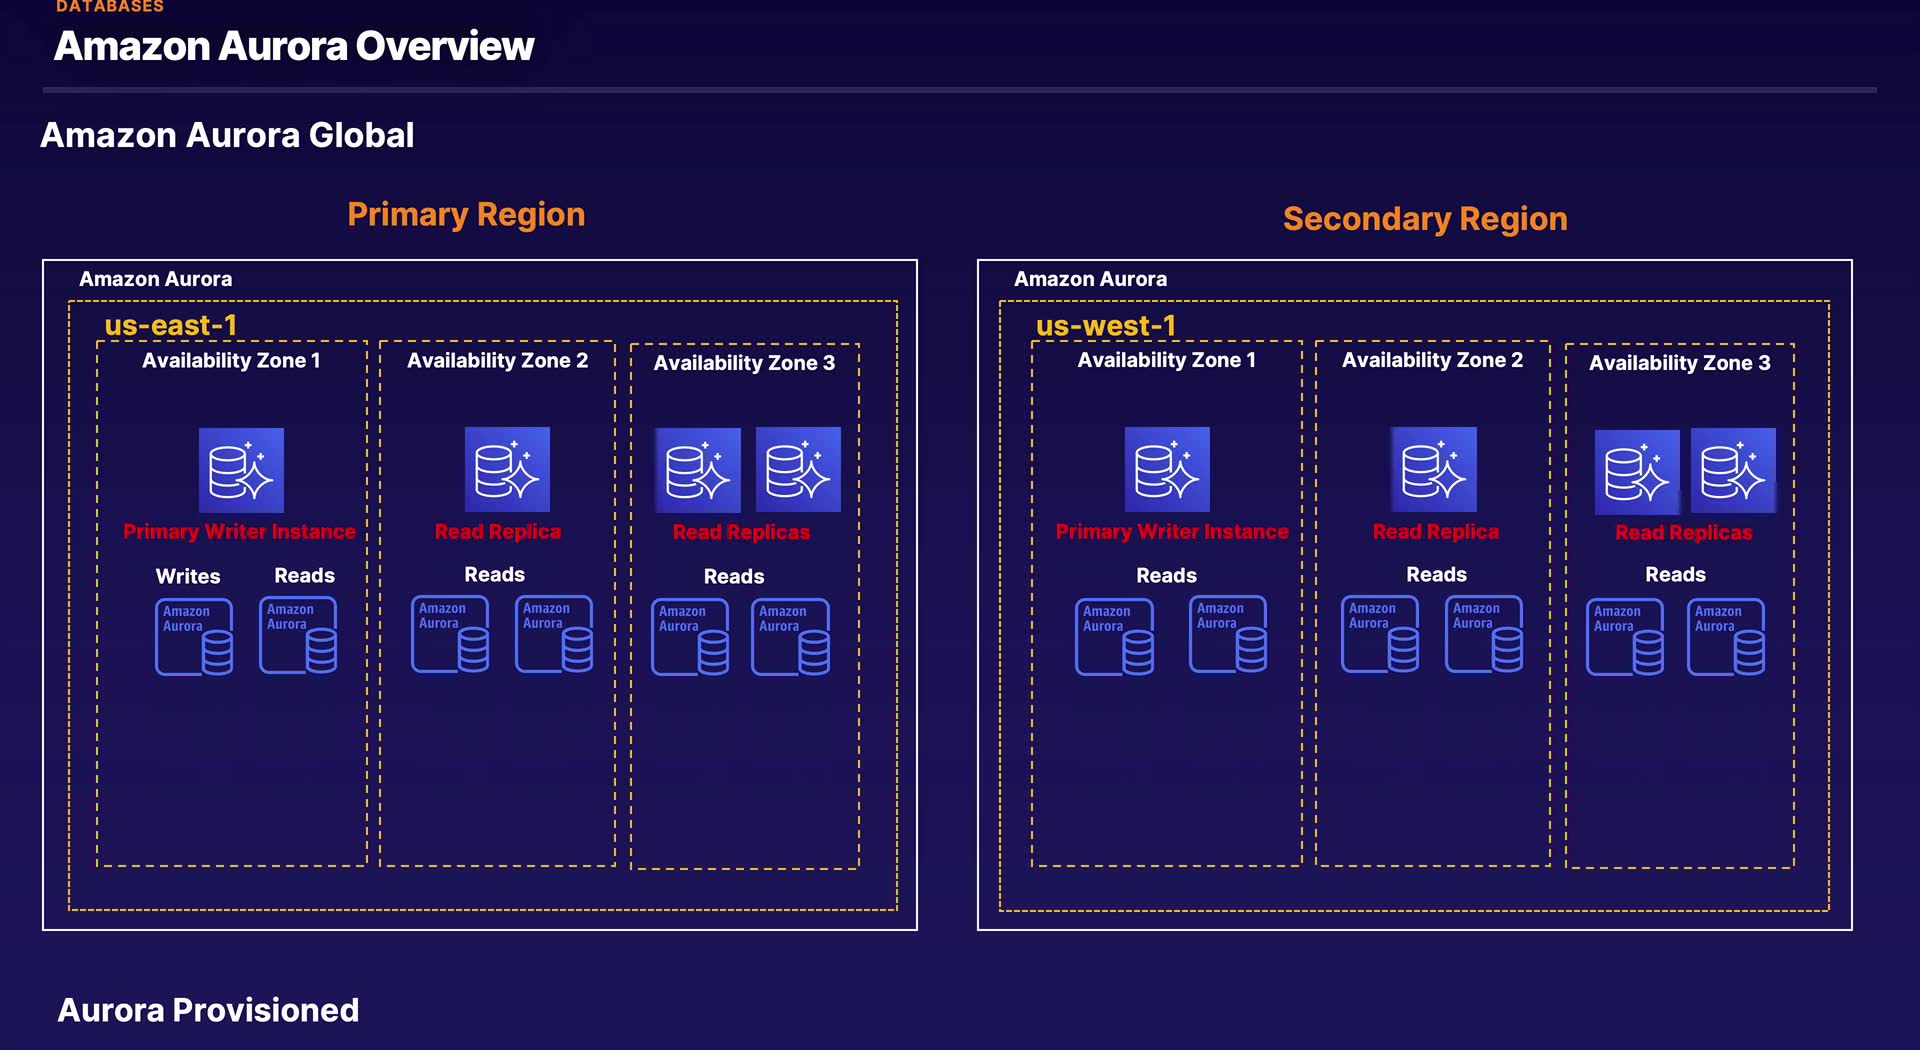 DATABASES
Amazon Aurora Overview
Amazon Aurora Global
Primary Region
Amazon Aurora
us-east-1
Availability Zone 1
Primary Writer Instance
Writes
Reads
Amazon
Aurora
Amazon
Aurora
Availability Zone 2
Read Replica
Reads
Amazon
Aurora
Amazon
Aurora
Availability Zone 3
Read Replicas
Reads
Amazon
Aurora
Amazon
Aurora
Secondary Region
Amazon Aurora
us-west-1
Availability Zone 1
Primary Writer Instance
Reads
Amazon
Aurora
Amazon
Aurora
Availability Zone 2
Read Replica
Reads
Amazon
Aurora
Amazon
Aurora
Availability Zone 3
Read Replicas
Reads
Amazon
Aurora
Amazon
Aurora
Aurora Provisioned